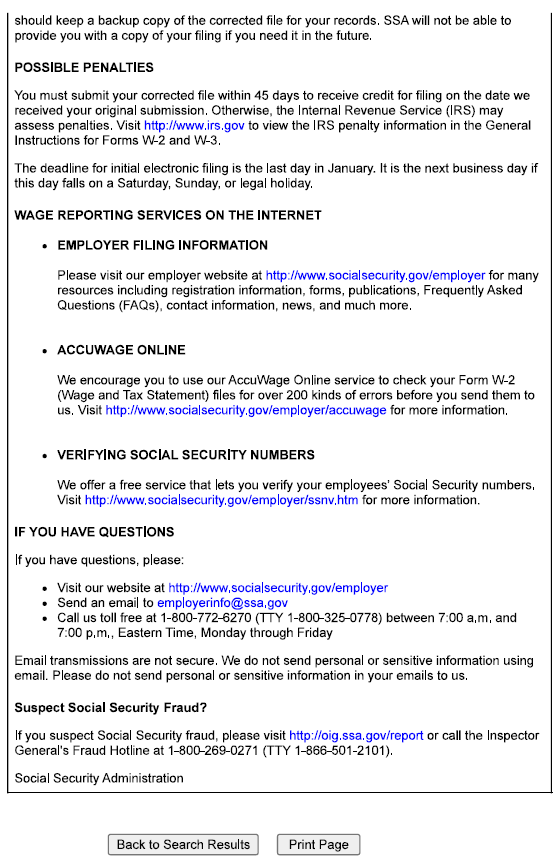 should keep a backup copy of the corrected file for your records. SSA will not be able to
provide you with a copy of your filing if you need it in the future.
POSSIBLE PENALTIES
You must submit your corrected file within 45 days to receive credit for filing on the date we
received your original submission. Otherwise, the Internal Revenue Service (IRS) may
assess penalties. Visit http://www.irs.gov to view the IRS penalty information in the General
Instructions for Forms W-2 and W-3.
The deadline for initial electronic filing is the last day in January. It is the next business day if
this day falls on a Saturday, Sunday, or legal holiday.
WAGE REPORTING SERVICES ON THE INTERNET
• EMPLOYER FILING INFORMATION
Please visit our employer website at http://www.socialsecurity.gov/employer for many
resources including registration information, forms, publications, Frequently Asked
Questions (FAQs), contact information, news, and much more.
• ACCUWAGE ONLINE
We encourage you to use our AccuWage Online service to check your Form W-2
(Wage and Tax Statement) files for over 200 kinds of errors before you send them to
us. Visit http://www.socialsecurity.gov/employer/accuwage for more information.
• VERIFYING SOCIAL SECURITY NUMBERS
We offer a free service that lets you verify your employees' Social Security numbers.
Visit http://www.socialsecurity.gov/employer/ssnv.htm for more information.
IF YOU HAVE QUESTIONS
If you have questions, please:
• Visit our website at http://www.socialsecurity.gov/employer
• Send an email to employerinfo@ssa.gov
• Call us toll free at 1-800-772-6270 (TTY 1-800-325-0778) between 7:00 a.m. and
7:00 p.m., Eastern Time, Monday through Friday
Email transmissions are not secure. We do not send personal or sensitive information using
email. Please do not send personal or sensitive information in your emails to us.
Suspect Social Security Fraud?
If you suspect Social Security fraud, please visit http://oig.ssa.gov/report or call the Inspector
General's Fraud Hotline at 1-800-269-0271 (TTY 1-866-501-2101).
Social Security Administration
Back to Search Results Print Page